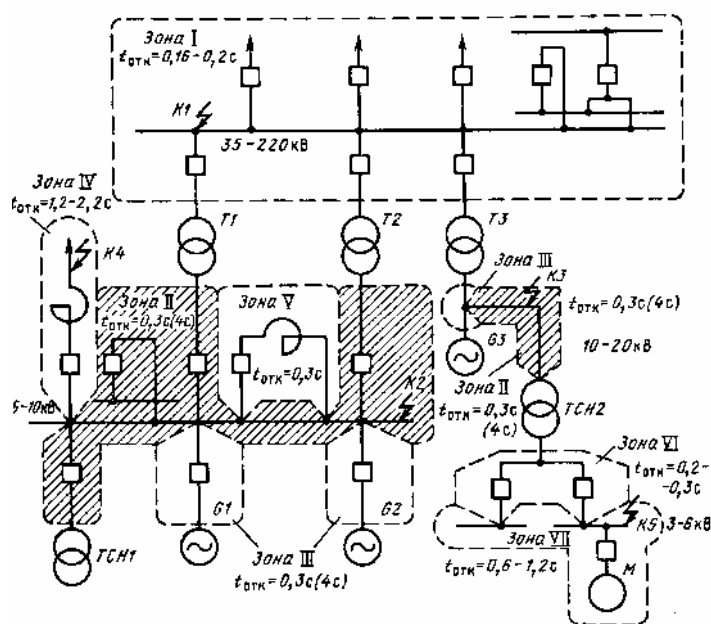 Зона I
tотк=0,16-0,2с
К1
35-220кВ
Зона IV
tотк=1,2-2,2с
К4
Т1
Т2
Т3
Зона II
tотк=0,3с(4с)
Зона V
tотк=0,3с
Зона III
К3
tотк=0,3с(4с)
G3
10-20кВ
Зона II
tотк=0,3с
(4с)
К2
6-10кВ
ТСН2
Зона VI
tотк=0,2-
-0,3с
G1
G2
К5
3-6кВ
Зона VII
tотк=0,6-1,2с
М
ТСН1
Зона III
tотк=0,3с(4с)